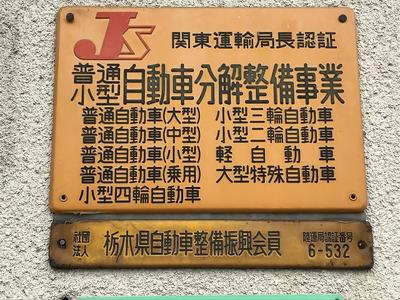 JS 関東運輸局長認証
普通
小型 自動車分解整備事業
普通自動車(大型) 小型三輪自動車
普通自動車(中型) 小型二輪自動車
普通自動車(小型) 軽自動車
普通自動車(乗用) 大型特殊自動車
小型四輪自動車
社団
法人 栃木県自動車整備振興会員
陸運局認証番号
6-532